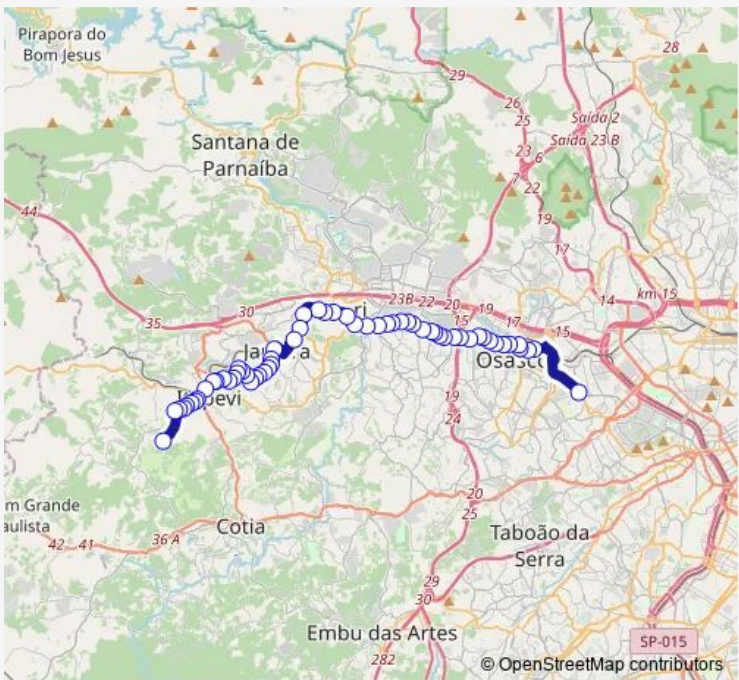 Pirapora do
Bom Jesus
28
29
26
25
Saída 2
Saída 23 B
23
6
7
22
Santana de
Parnaíba
19
44
17
14
km 15
30
23B
22
20
19
15
17
15
35
Osasco
19
24
20
25
m Grande
aulista
Cotia
36 A
42
41
Taboão da
Serra
29
30
Embu das Artes
282
SP-015
© OpenStreetMap contributors